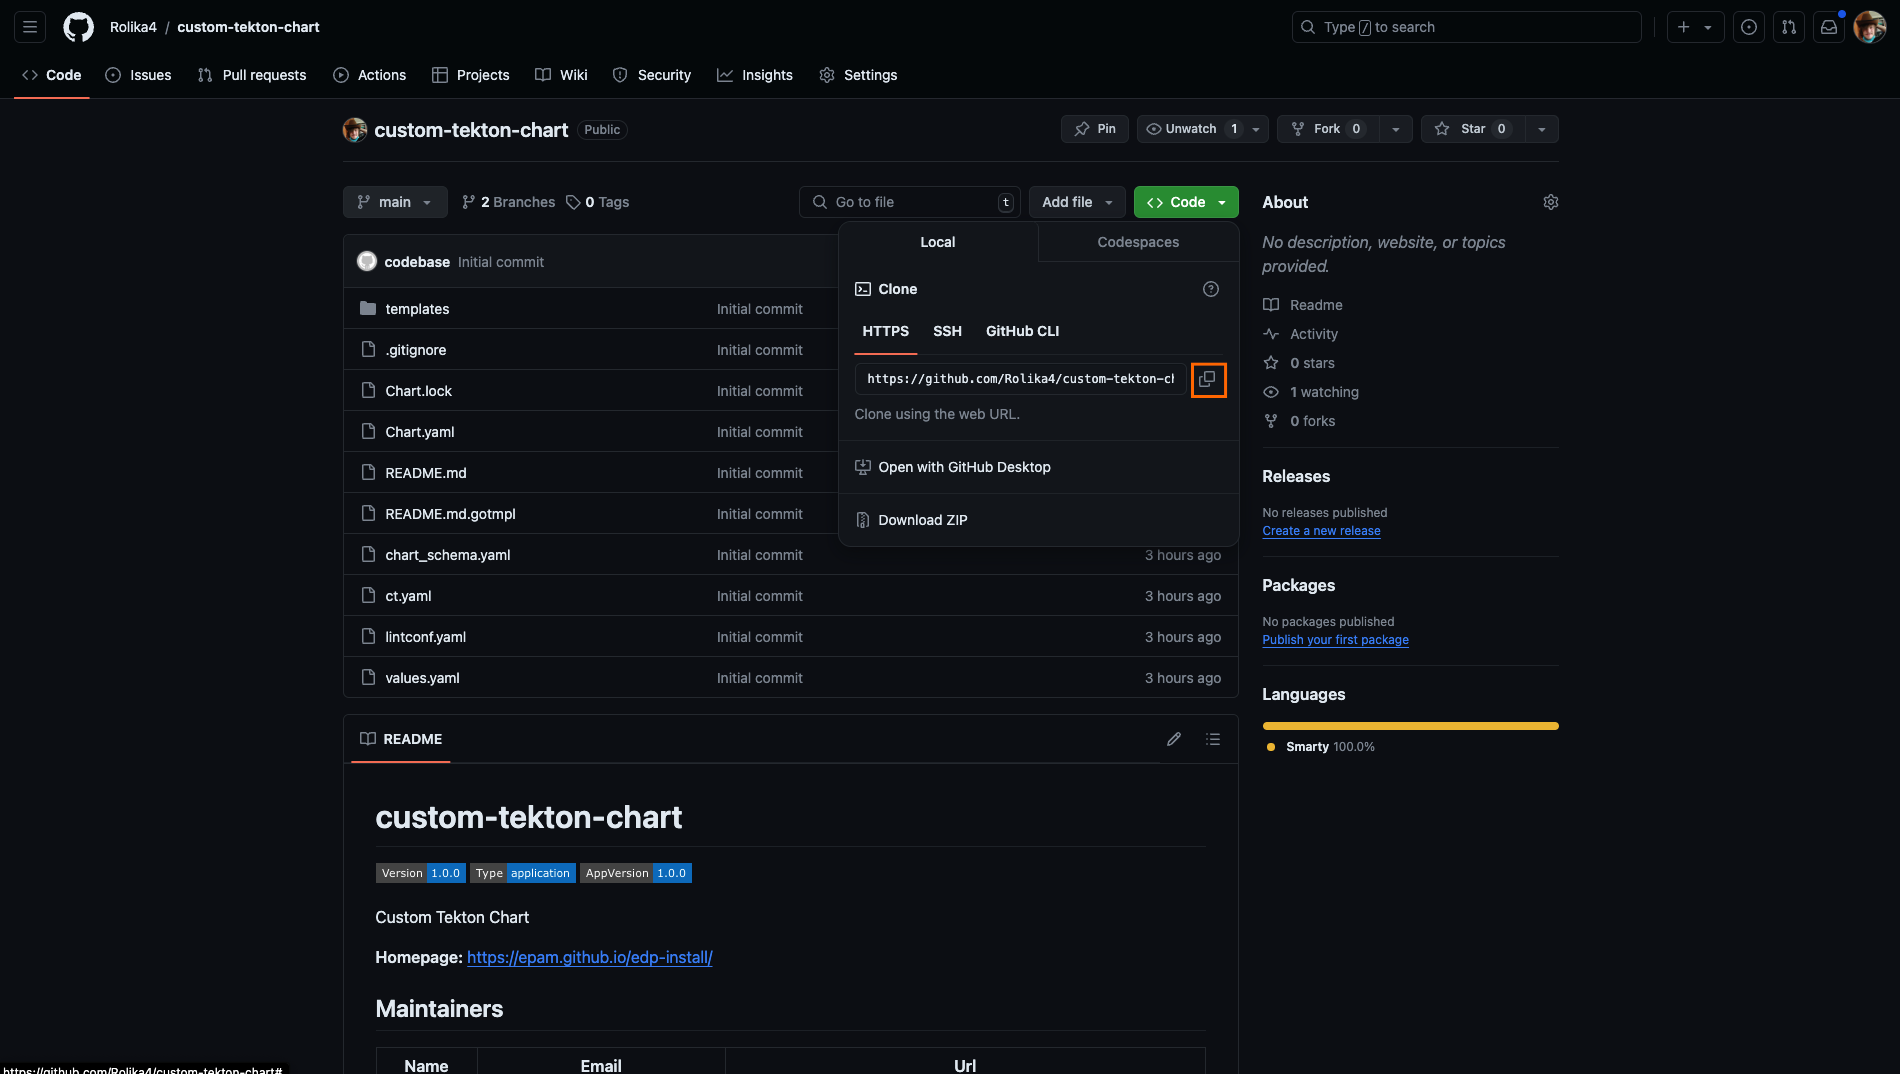 Rolika4 / custom-tekton-chart
Type / to search
Code Issues Pull requests Actions Projects Wiki Security Insights Settings
custom-tekton-chart Public
Pin Unwatch 1 Fork 0 Star 0
main 2 Branches 0 Tags Go to file t Add file Code
Local Codespaces
Clone
HTTPS SSH GitHub CLI
https://github.com/Rolika4/custom-tekton-ch
Clone using the web URL.
Open with GitHub Desktop
Download ZIP
codebase Initial commit
templates Initial commit
.gitignore Initial commit
Chart.lock Initial commit
Chart.yaml Initial commit
README.md Initial commit
README.md.gotmpl Initial commit
chart_schema.yaml Initial commit 3 hours ago
ct.yaml Initial commit 3 hours ago
lintconf.yaml Initial commit 3 hours ago
values.yaml Initial commit 3 hours ago
README
custom-tekton-chart
Version 1.0.0 Type application AppVersion 1.0.0
Custom Tekton Chart
Homepage: https://epam.github.io/edp-install/
Maintainers
Name Email Url
About
No description, website, or topics
provided.
Readme
Activity
0 stars
1 watching
0 forks
Releases
No releases published
Create a new release
Packages
No packages published
Publish your first package
Languages
Smarty 100.0%
https://github.com/Rolika4/custom-tekton-chart#